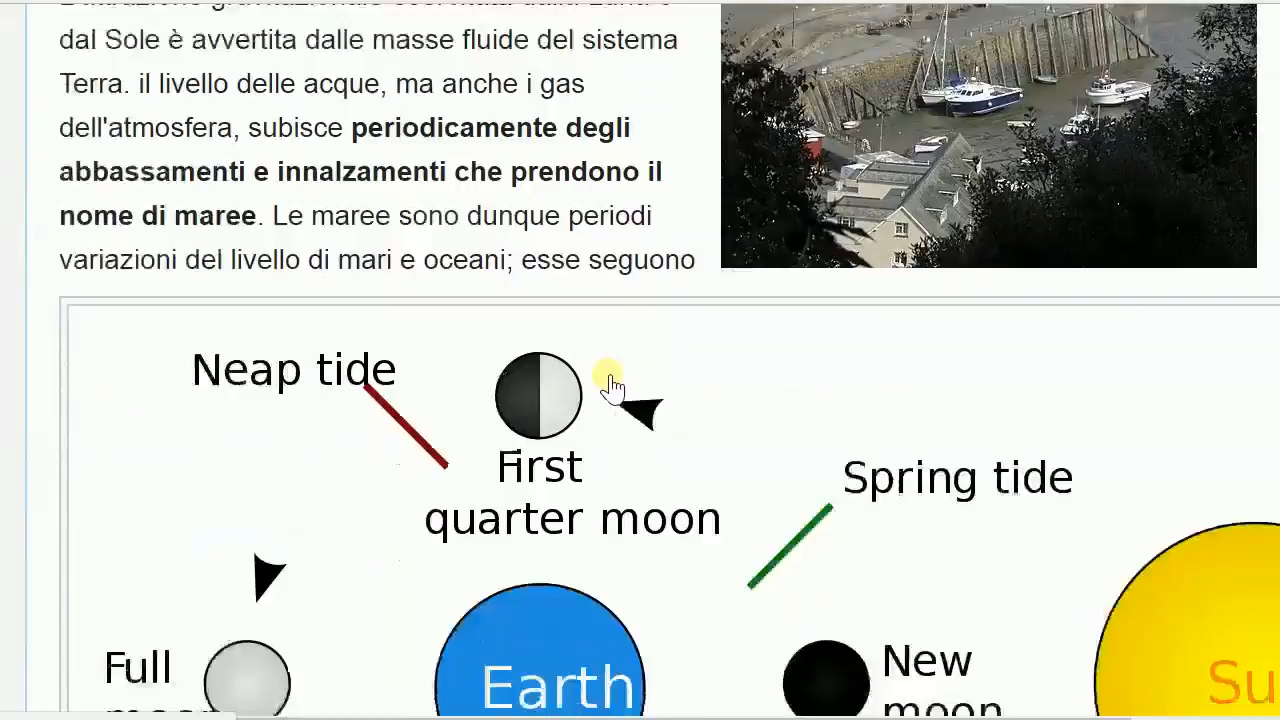 dal Sole è avvertita dalle masse fluide del sistema
Terra. il livello delle acque, ma anche i gas
dell'atmosfera, subisce periodicamente degli
abbassamenti e innalzamenti che prendono il
nome di maree. Le maree sono dunque periodi
variazioni del livello di mari e oceani; esse seguono
Neap tide
First
quarter moon
Spring tide
Full
Earth
New
moon
Su